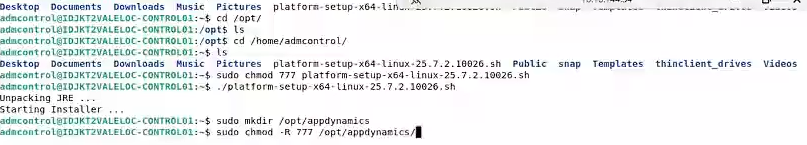 Desktop  Documents  Downloads  Music  Pictures  platform-setup-x64-lin
admcontrol@IDJKT2VALELOC-CONTROL01:~$ cd /opt/
admcontrol@IDJKT2VALELOC-CONTROL01:/opt$ ls
admcontrol@IDJKT2VALELOC-CONTROL01:/opt$ cd /home/admcontrol/
admcontrol@IDJKT2VALELOC-CONTROL01:~$ ls
Desktop  Documents  Downloads  Music  Pictures  platform-setup-x64-linux-25.7.2.10026.sh  Public  snap  Templates  thinclient_drives  Videos
admcontrol@IDJKT2VALELOC-CONTROL01:~$ sudo chmod 777 platform-setup-x64-linux-25.7.2.10026.sh
admcontrol@IDJKT2VALELOC-CONTROL01:~$ ./platform-setup-x64-linux-25.7.2.10026.sh
Unpacking JRE ...
Starting Installer ...
admcontrol@IDJKT2VALELOC-CONTROL01:~$ sudo mkdir /opt/appdynamics
admcontrol@IDJKT2VALELOC-CONTROL01:~$ sudo chmod -R 777 /opt/appdynamics/